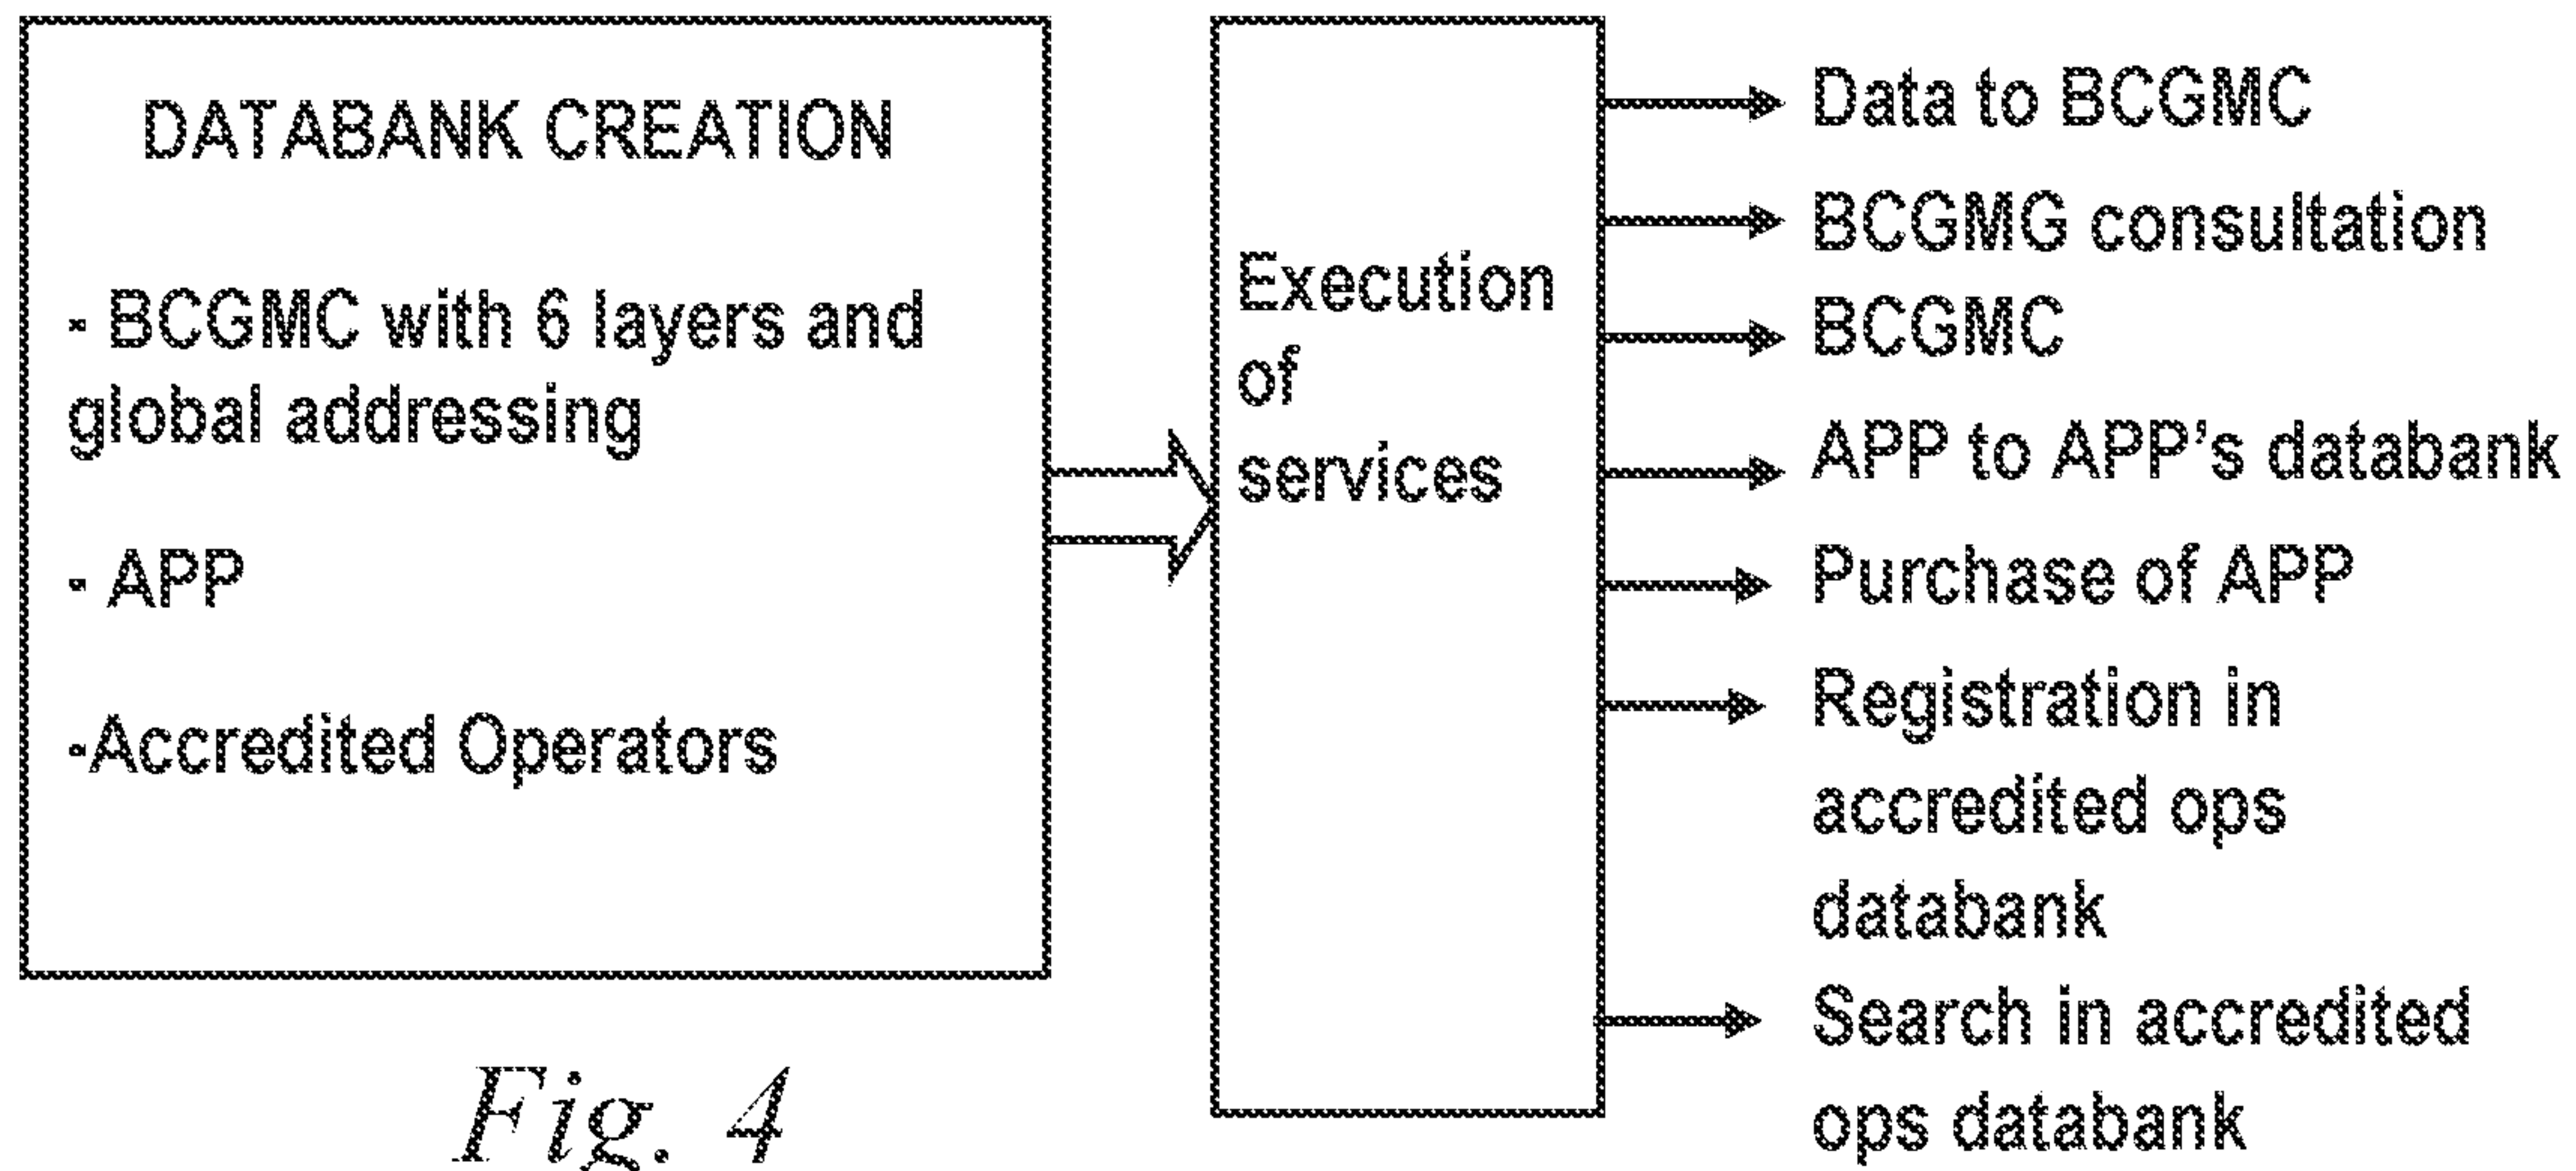 DATABANK CREATION
- BCGMC with 6 layers and
global addressing
- APP
-Accredited Operators
Execution
of
services
Data to BCGMC
BCGMG consultation
BCGMC
APP to APP's databank
Purchase of APP
Registration in
accredited ops
databank
Search in accredited
ops databank
Fig. 4